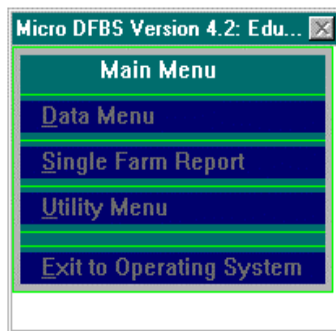 Micro DFBS Version 4.2: Edu...
Main Menu
Data Menu
Single Farm Report
Utility Menu
Exit to Operating System